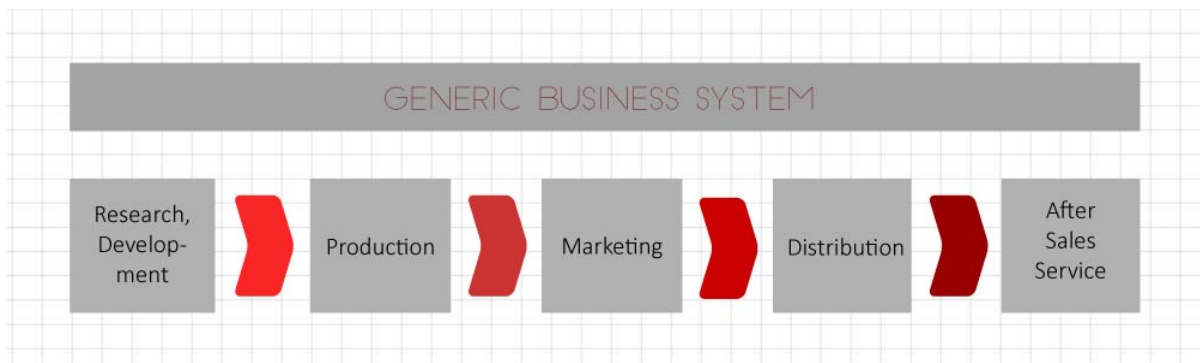 GENERIC BUSINESS SYSTEM
Research,
Develop-
ment
Production
Marketing
Distribution
After
Sales
Service